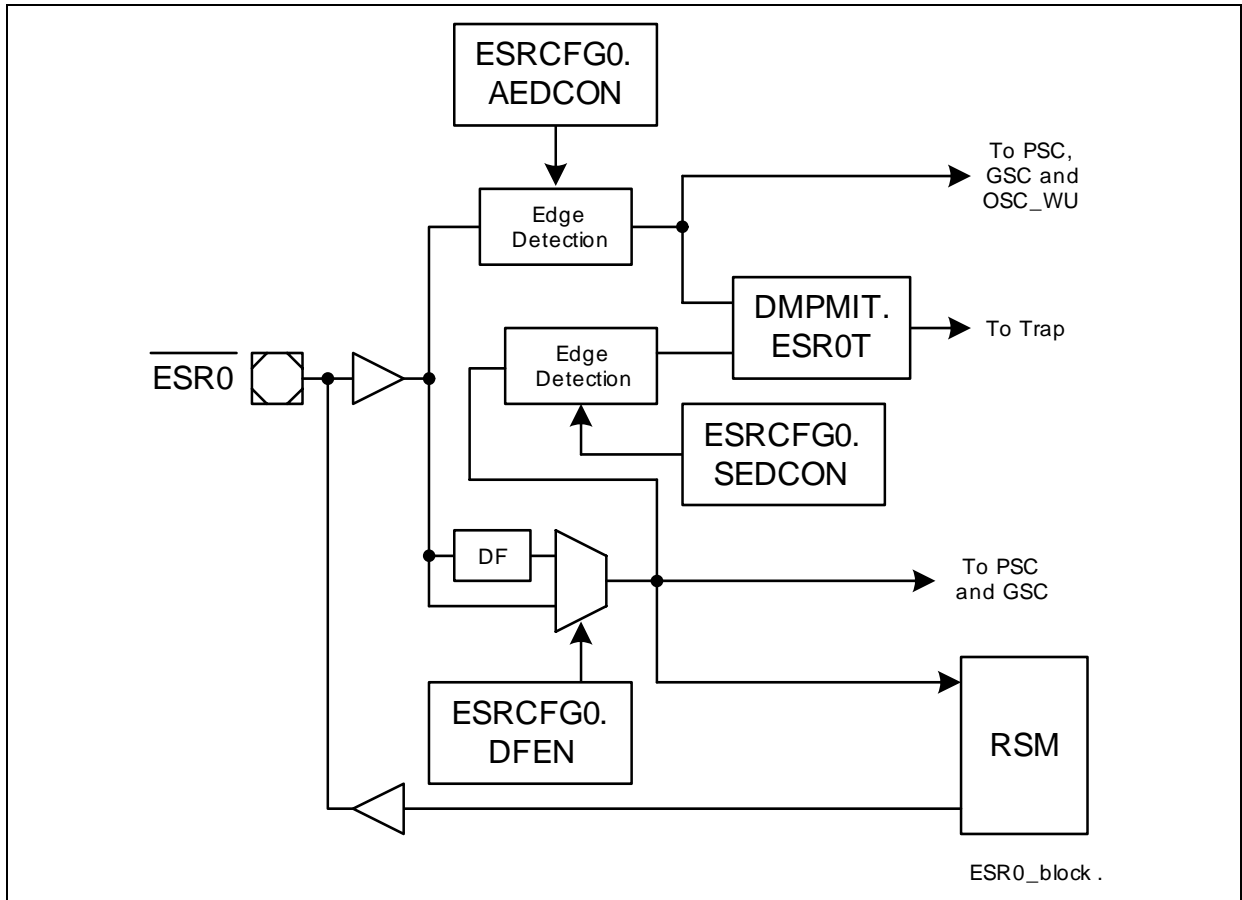 ESRCFG0.
AEDCON
Edge
Detection
To PSC,
GSC and
OSC_WU
DMPMIT.
ESR0T
To Trap
ESR0
Edge
Detection
ESRCFG0.
SEDCON
DF
To PSC
and GSC
ESRCFG0.
DFEN
RSM
ESR0_block.